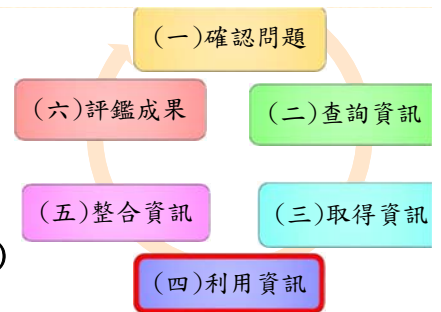 (一)確認問題
(二)查詢資訊
(三)取得資訊
(四)利用資訊
(五)整合資訊
(六)評鑑成果
)